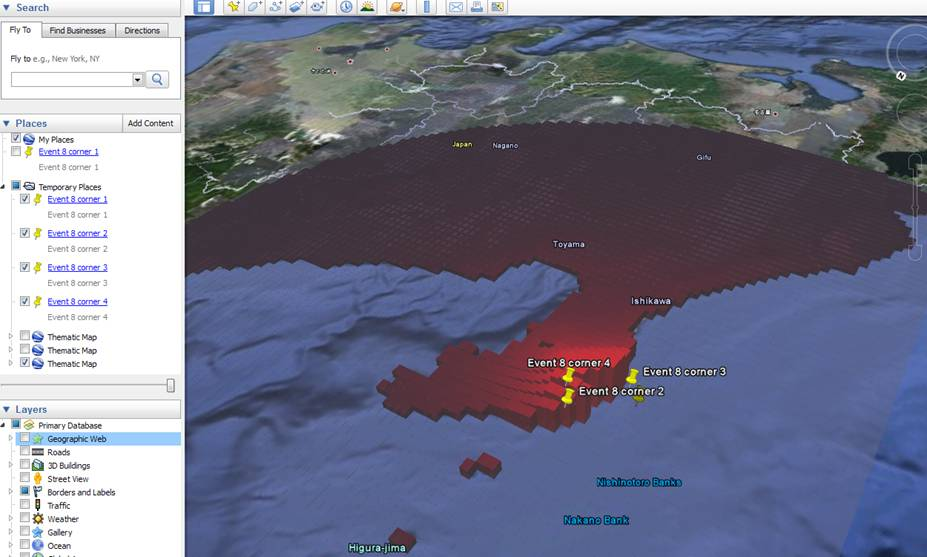 Search
Fly To
Find Businesses
Directions
Fly to e.g., New York, NY
Places
Add Content
My Places
Event 8 corner 1
Event 8 corner 1
Temporary Places
Event 8 corner 1
Event 8 corner 1
Event 8 corner 2
Event 8 corner 2
Event 8 corner 3
Event 8 corner 3
Event 8 corner 4
Event 8 corner 4
Thematic Map
Thematic Map
Thematic Map
Layers
Primary Database
Geographic Web
Roads
3D Buildings
Street View
Borders and Labels
Traffic
Weather
Gallery
Ocean
N
Japan
Nagano
Gifu
Toyama
Ishikawa
Event 8 corner 4
Event 8 corner 3
Event 8 corner 2
Nishinotoro Banks
Nakano Bank
Higura-jima